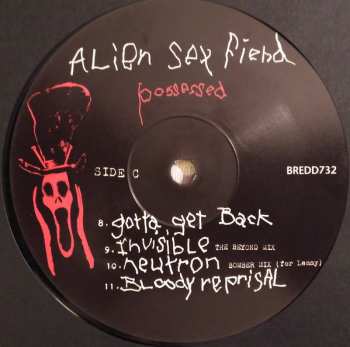 ALiEn Sex fiend
possessed
SIDE C
BREDD732
8. gotta get Back
9. Invisible THE BEYOND MIX
10. neutron BOMBER MIX (for Lenny)
11. BLoody reprisAL